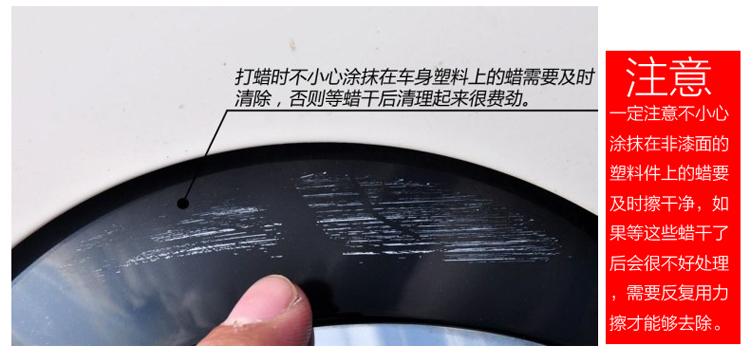 打蜡时不小心涂抹在车身塑料上的蜡需要及时
清除，否则等蜡干后清理起来很费劲。
注意
一定注意不小心
涂抹在非漆面的
塑料件上的蜡要
及时擦干净，如
果等这些蜡干了
后会很不好处理
，需要反复用力
擦才能够去除。